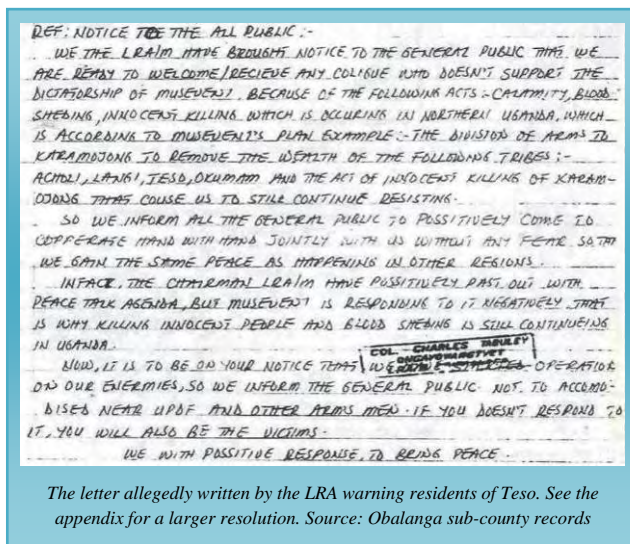 REF: NOTICE TOE THE ALL PUBLIC:-
WE THE LRA/M HAVE BROUGHT NOTICE TO THE GENERAL PUBLIC THAT WE
ARE READY TO WELCOME/RECIEVE ANY COLIGUE WHO DOESN'T SUPPORT THE
DICTATORSHIP OF MUSEVENI BECAUSE OF THE FOLLOWING ACTS:- CALAMITY, BLOOD
SHEDING, INNOCENT KILLING WHICH IS OCCURING IN NORTHERN UGANDA. WHICH
IS ACCORDING TO MUSEVENI'S PLAN EXAMPLE:- THE DIVISION OF ARMS TO
KARAMOJONG TO REMOVE THE WEALTH OF THE FOLLOWING TRIBES:-
ACHOLI, LANGI, TESO, OKUMAM AND THE ACT OF INNOCENT KILLING OF KARAM-
OJONG THAT COUSE US TO STILL CONTINUE RESISTING.
SO WE INFORM ALL THE GENERAL PUBLIC TO POSSITIVELY COME TO
COPPERATE HAND WITH HAND JOINTLY WITH US WITHOUT ANY FEAR SO THAT
WE GAIN THE SAME PEACE AS HAPPENING IN OTHER REGIONS.
INFACT, THE CHAIRMAN LRA/M HAVE POSSITIVELY PAST OUT WITH
PEACE TALK AGENDA, BUT MUSEVENI IS RESPONDING TO IT NEGATIVELY THAT
IS WHY KILLING INNOCENT PEOPLE AND BLOOD SHEDING IS STILL CONTINUEING
IN UGANDA.
COL. CHARLES TABULEY
NOW, IT IS TO BE ON YOUR NOTICE THAT WE OPERATION
ON OUR ENERMIES, SO WE INFORM THE GENERAL PUBLIC NOT TO ACCOMO-
DISED NEAR UPDF AND OTHER ARMS MEN. IF YOU DOESN'T RESPOND TO
IT, YOU WILL ALSO BE THE VICTIMS.
WE WITH POSSITIVE RESPONSE, TO BRING PEACE.
The letter allegedly written by the LRA warning residents of Teso. See the
appendix for a larger resolution. Source: Obalanga sub-county records